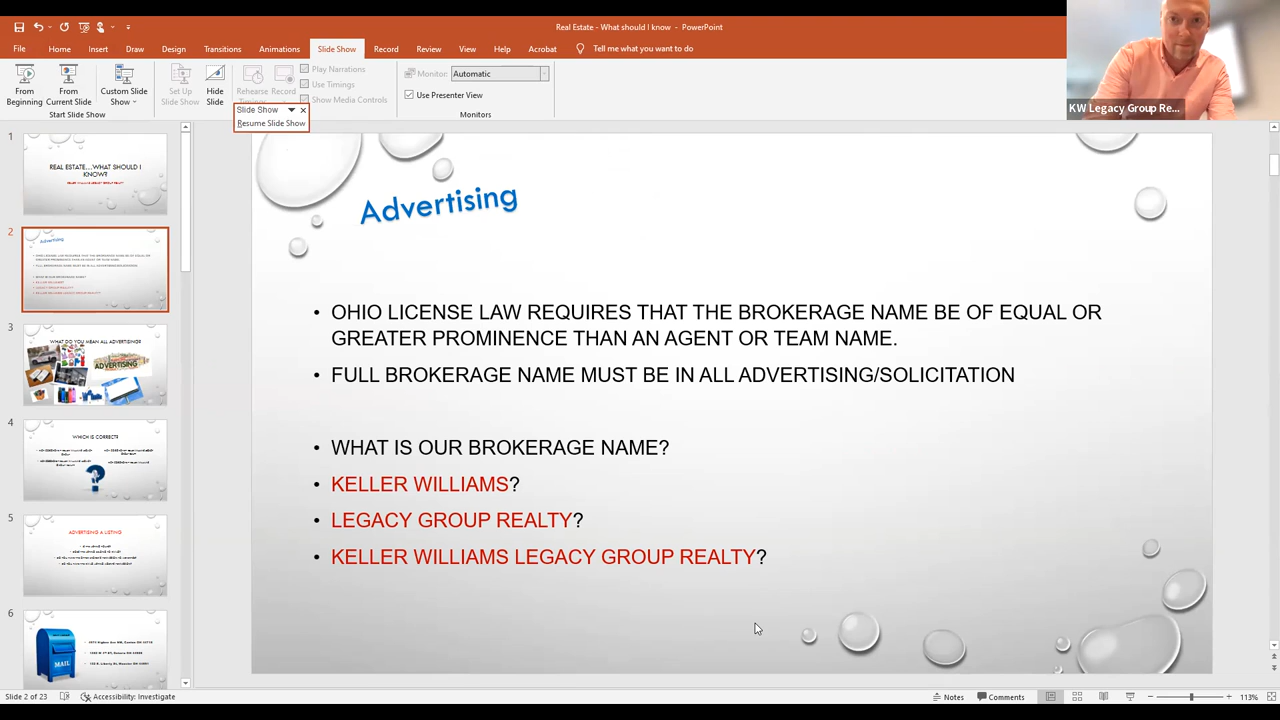 Real Estate - What should I know - PowerPoint
File Home Insert Draw Design Transitions Animations Slide Show Record Review View Help Acrobat Tell me what you want to do
From Beginning
From Current Slide
Custom Slide Show
Set Up Slide Show
Hide Slide
Rehearse
Record
Play Narrations
Use Timings
Show Media Controls
Monitor: Automatic
Use Presenter View
Start Slide Show
Monitors
Slide Show
Resume Slide Show
KW Legacy Group Re...
1
REAL ESTATE...WHAT SHOULD I
KNOW?
2
Advertising
3
WHAT DO YOU MEAN ALL ADVERTISING?
ADVERTISING
4
WHICH IS CORRECT?
5
ADVERTISING A LISTING
6
MAIL
Advertising
• OHIO LICENSE LAW REQUIRES THAT THE BROKERAGE NAME BE OF EQUAL OR
GREATER PROMINENCE THAN AN AGENT OR TEAM NAME.
• FULL BROKERAGE NAME MUST BE IN ALL ADVERTISING/SOLICITATION
• WHAT IS OUR BROKERAGE NAME?
• KELLER WILLIAMS?
• LEGACY GROUP REALTY?
• KELLER WILLIAMS LEGACY GROUP REALTY?
Slide 2 of 23 Accessibility: Investigate Notes Comments 113%